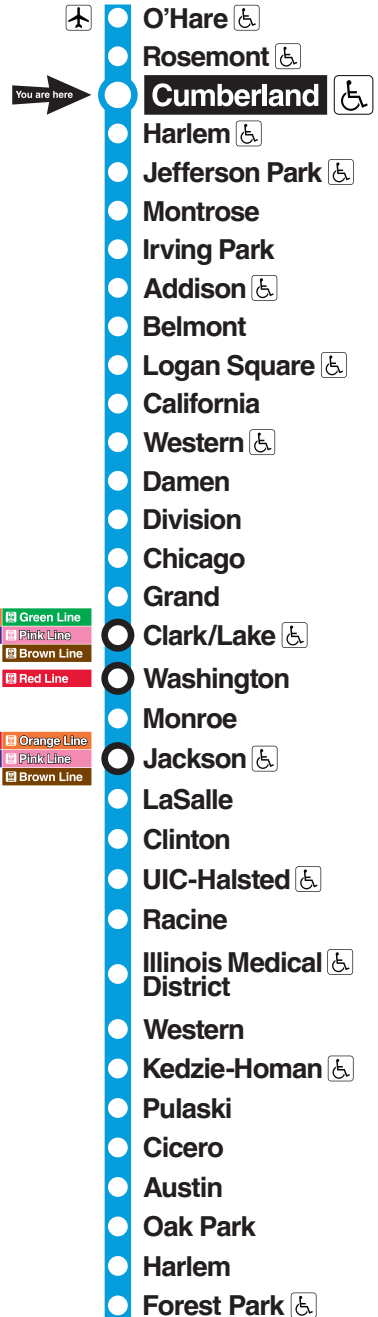 O'Hare
Rosemont
You are here
Cumberland
Harlem
Jefferson Park
Montrose
Irving Park
Addison
Belmont
Logan Square
California
Western
Damen
Division
Chicago
Grand
Green Line
Pink Line
Brown Line
Clark/Lake
Red Line
Washington
Monroe
Orange Line
Pink Line
Brown Line
Jackson
LaSalle
Clinton
UIC-Halsted
Racine
Illinois Medical
District
Western
Kedzie-Homan
Pulaski
Cicero
Austin
Oak Park
Harlem
Forest Park